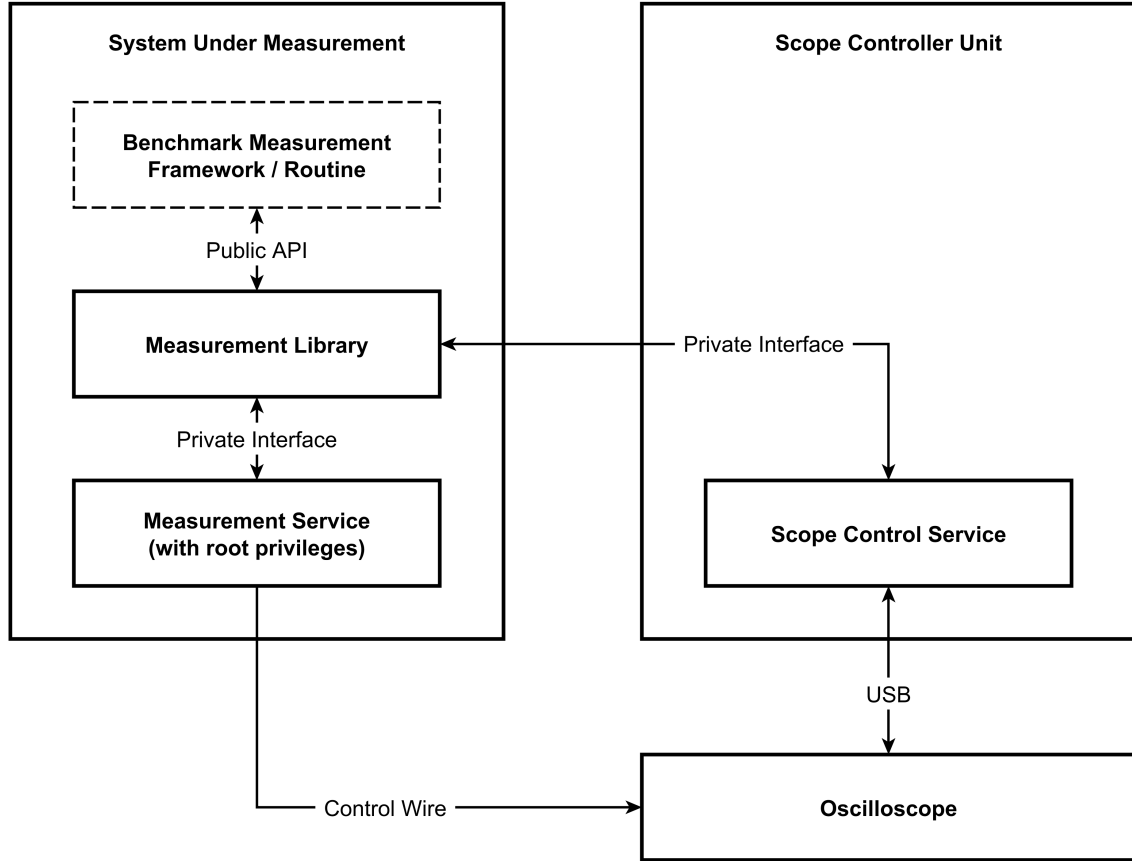 System Under Measurement
Scope Controller Unit
Benchmark Measurement
Framework / Routine
Public API
Measurement Library
Private Interface
Private Interface
Measurement Service
(with root privileges)
Scope Control Service
USB
Control Wire
Oscilloscope